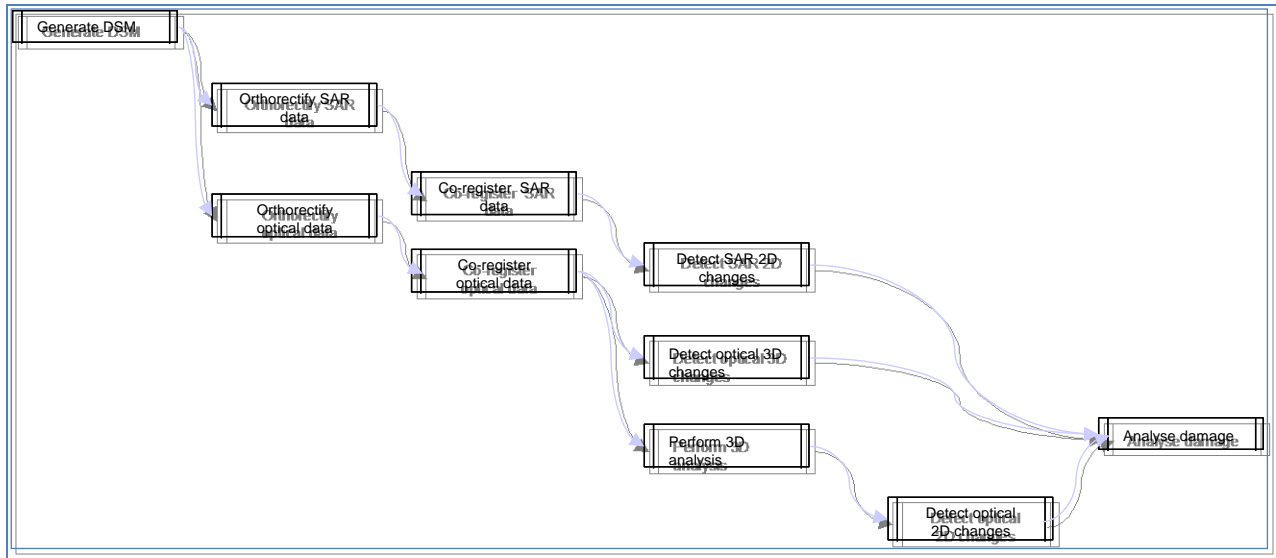 Generate DSM
Orthorectify SAR
data
Orthorectify
optical data
Co-register SAR
data
Co-register
optical data
Detect SAR 2D
changes
Detect optical 3D
changes
Perform 3D
analysis
Analyse damage
Detect optical
2D changes